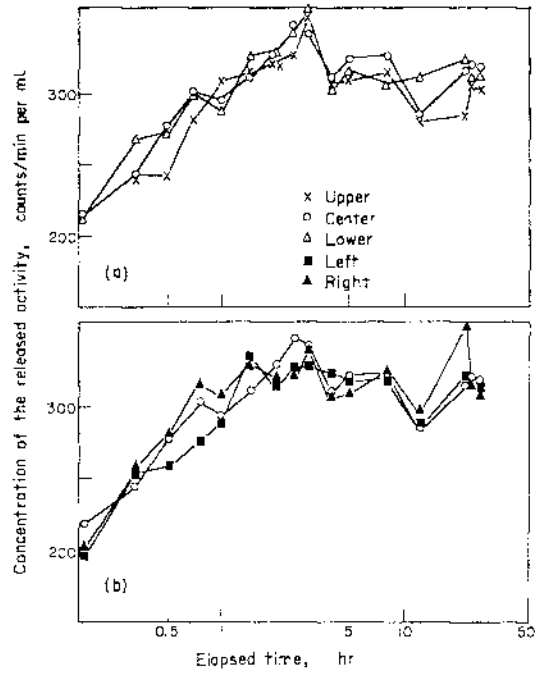 Concentration of the released activity, counts/min per mL
300
200
× Upper
○ Center
△ Lower
■ Left
▲ Right
(a)
300
200
(b)
0.5 1 5 10 50
Elapsed time, hr